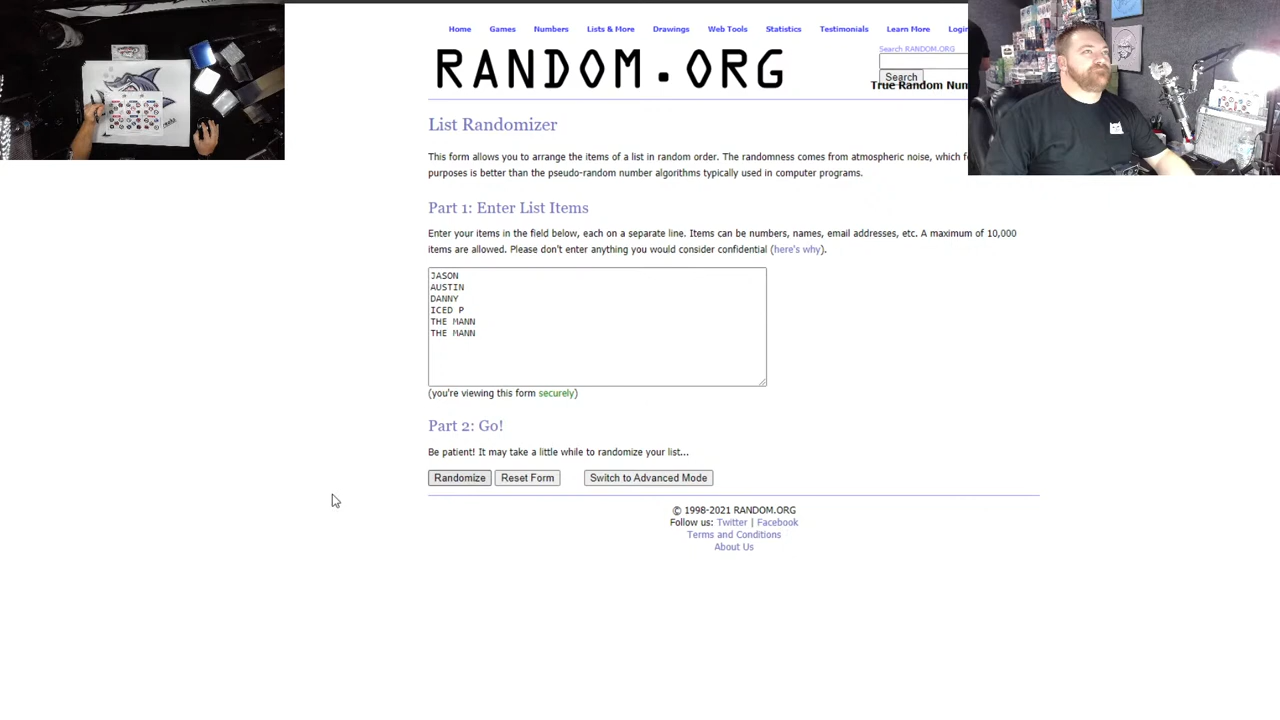 Home Games Numbers Lists & More Drawings Web Tools Statistics Testimonials Learn More Login
RANDOM.ORG
Search RANDOM.ORG
Search
True Random Num
List Randomizer
This form allows you to arrange the items of a list in random order. The randomness comes from atmospheric noise, which f
purposes is better than the pseudo-random number algorithms typically used in computer programs.
Part 1: Enter List Items
Enter your items in the field below, each on a separate line. Items can be numbers, names, email addresses, etc. A maximum of 10,000
items are allowed. Please don't enter anything you would consider confidential (here's why).
JASON
AUSTIN
DANNY
ICED P
THE MANN
THE MANN
(you're viewing this form securely)
Part 2: Go!
Be patient! It may take a little while to randomize your list...
Randomize Reset Form Switch to Advanced Mode
© 1998-2021 RANDOM.ORG
Follow us: Twitter | Facebook
Terms and Conditions
About Us